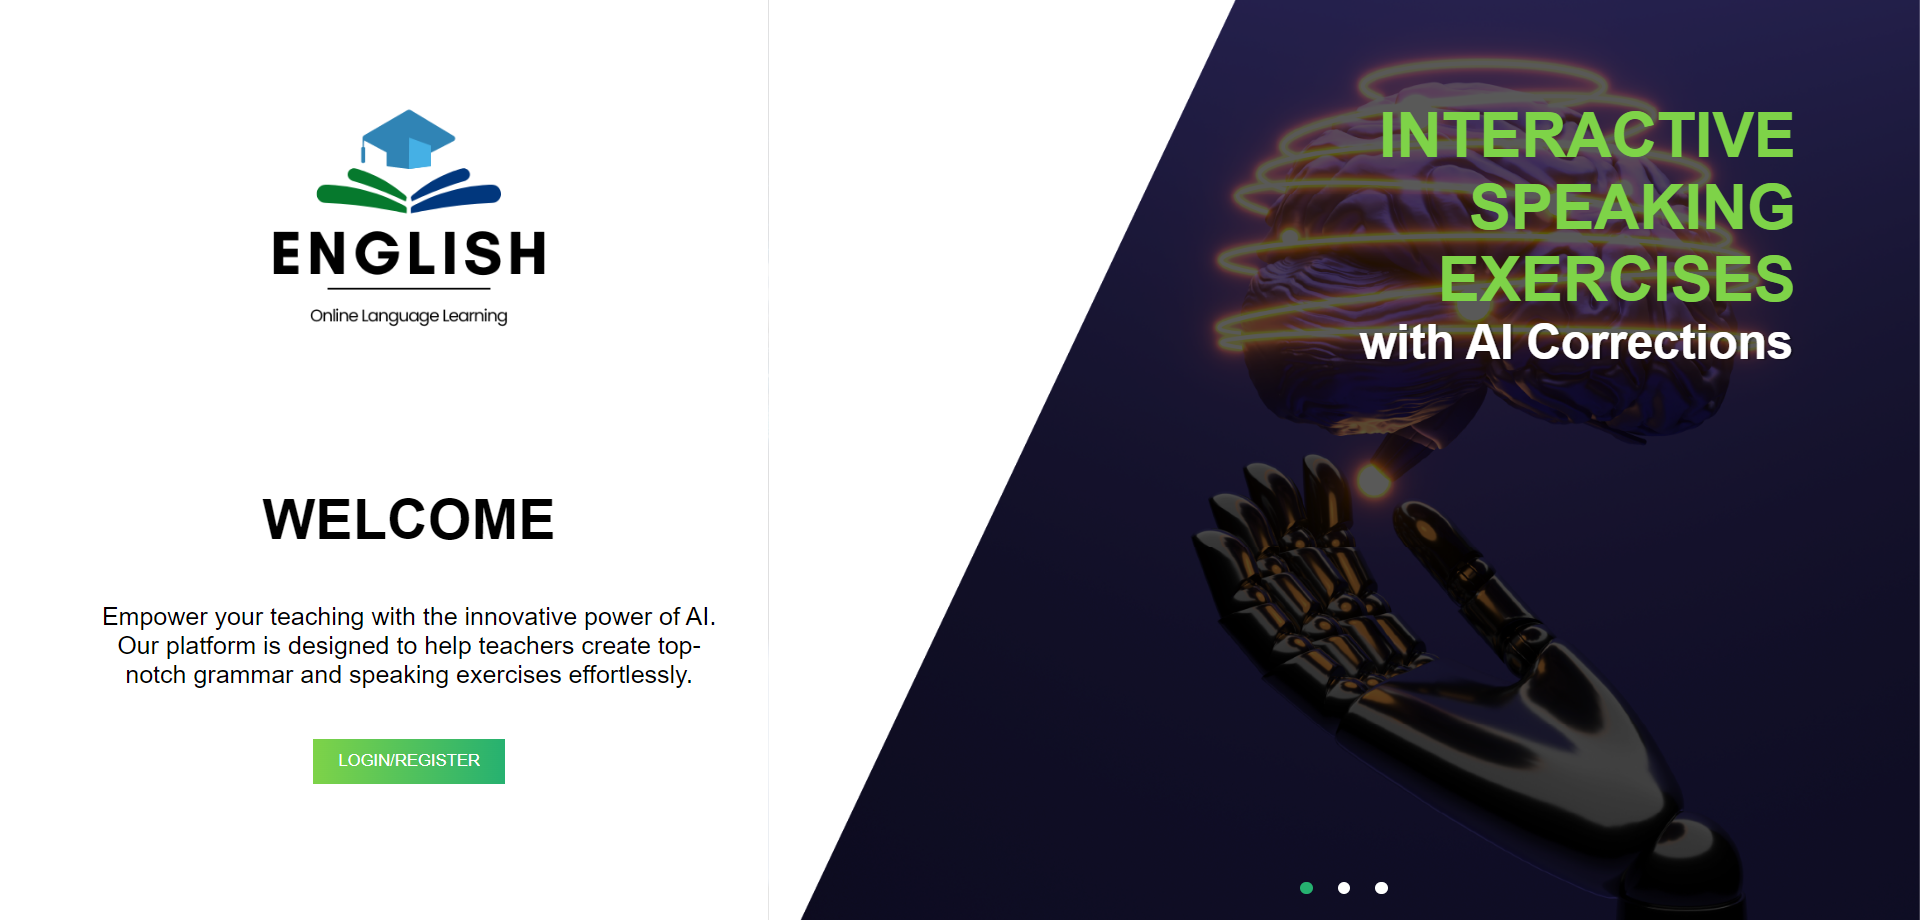 ENGLISH
Online Language Learning
WELCOME
Empower your teaching with the innovative power of AI.
Our platform is designed to help teachers create top-
notch grammar and speaking exercises effortlessly.
LOGIN/REGISTER
INTERACTIVE
SPEAKING
EXERCISES
with AI Corrections